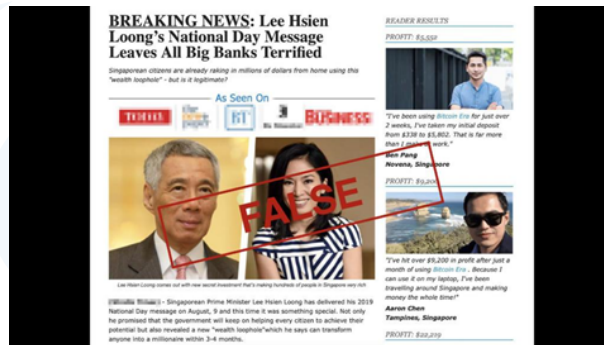 BREAKING NEWS: Lee Hsien
Loong's National Day Message
Leaves All Big Banks Terrified
Singaporean citizens are already raking in millions of dollars from home using this
"wealth loophole" – but is it legitimate?
As Seen On
BT
BUSINESS
FALSE
Lee Hsien Loong comes out with new secret investment that's making hundreds of people in Singapore very rich
– Singaporean Prime Minister Lee Hsien Loong has delivered his 2019
National Day message on August, 9 and this time it was something special. Not only
he promised that the government will keep on helping every citizen to achieve their
potential but also revealed a new "wealth loophole"which he says can transform
anyone into a millionaire within 3-4 months.
READER RESULTS
PROFIT: $5,552
"I've been using Bitcoin Era for just over
2 weeks, I've taken my initial deposit
from $338 to $5,802. That is far more
than I make at work."
Ben Pang
Novena, Singapore
PROFIT: $9,200
"I've hit over $9,200 in profit after just a
month of using Bitcoin Era . Because I
can use it on my laptop, I've been
travelling around Singapore and making
money the whole time!"
Aaron Chen
Tampines, Singapore
PROFIT: $22,219